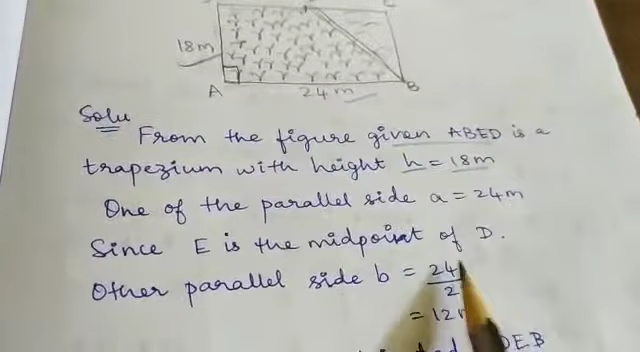 18m
A
24m
B
Solu
From the figure given ABED is a
trapezium with height h = 18m
One of the parallel side a = 24m
Since E is the midpoint of D.
Other parallel side b = 24
2
= 12
DEB